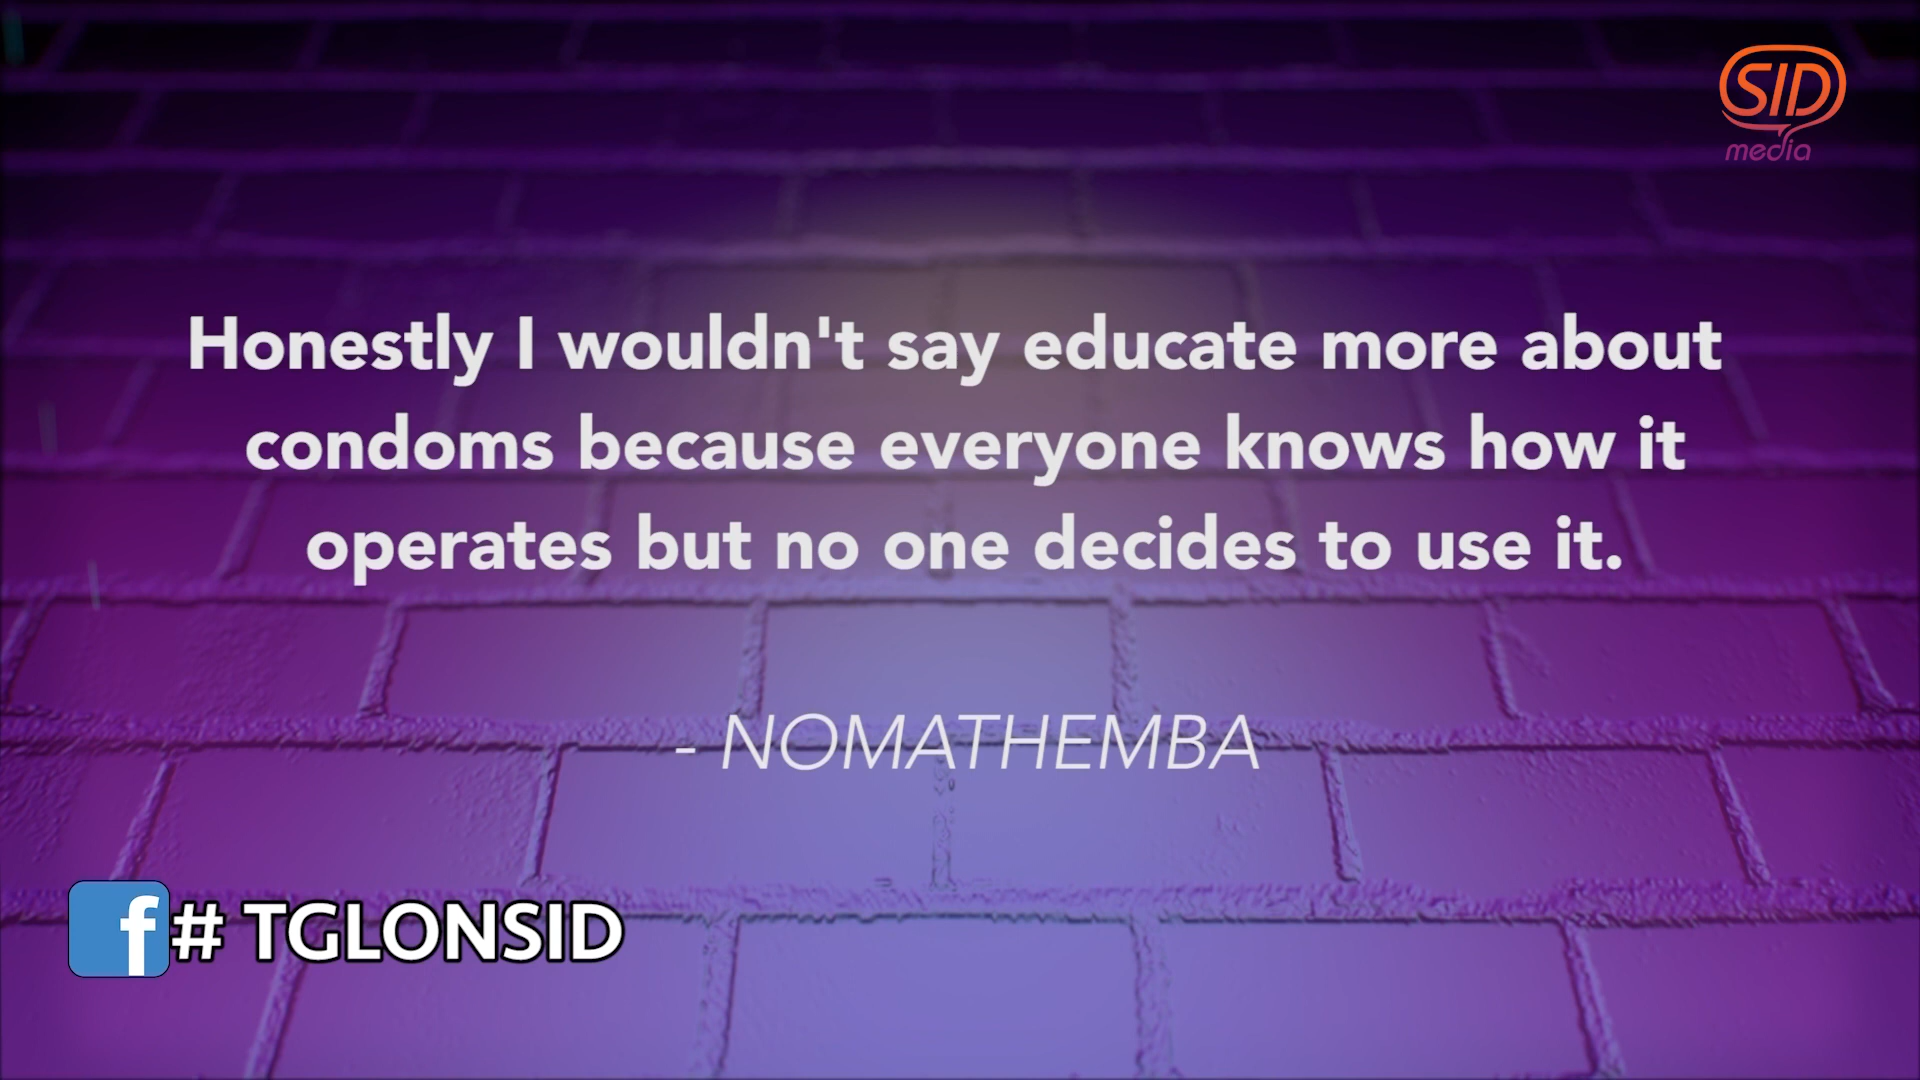 SID
media
Honestly I wouldn't say educate more about
condoms because everyone knows how it
operates but no one decides to use it.
- NOMATHEMBA
f# TGLONSID